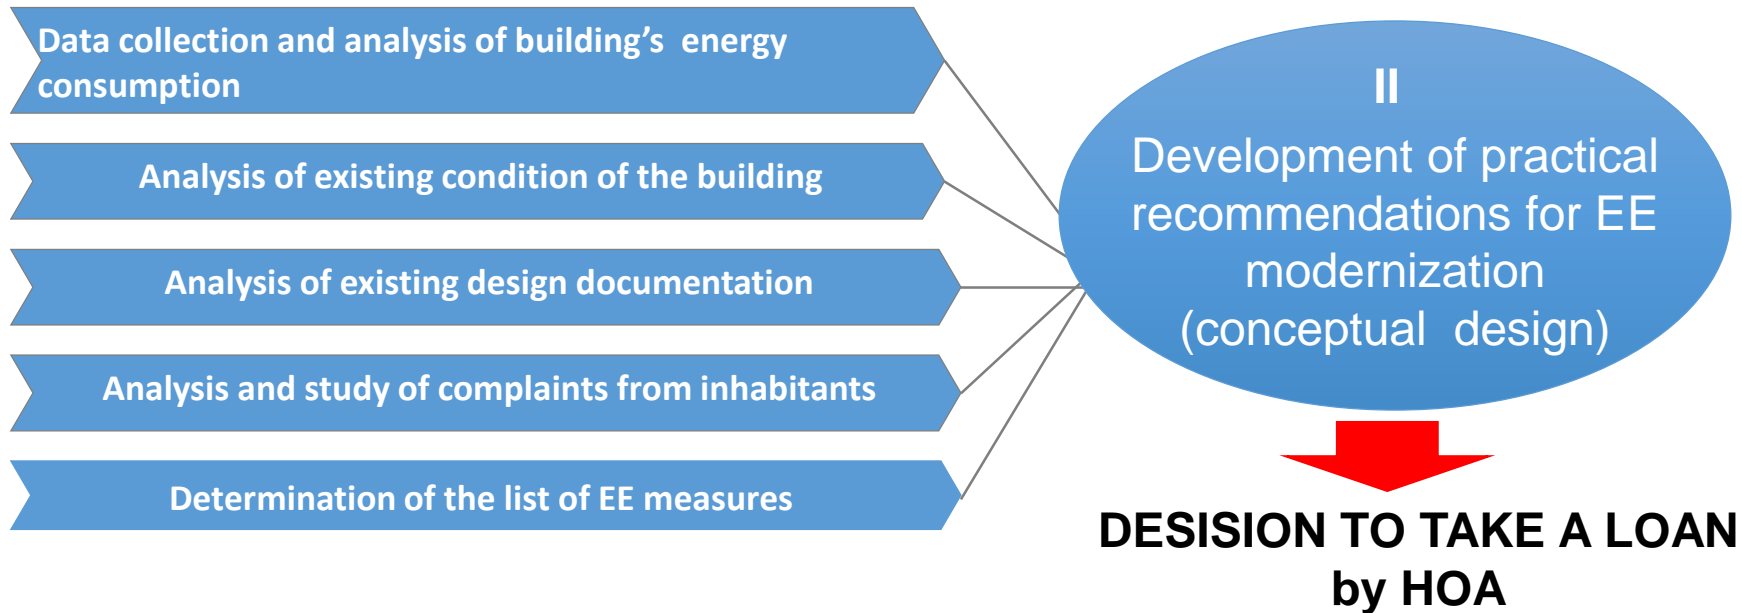 Data collection and analysis of building’s energy
consumption
Analysis of existing condition of the building
Analysis of existing design documentation
Analysis and study of complaints from inhabitants
Determination of the list of EE measures
II
Development of practical
recommendations for EE
modernization
(conceptual design)
DESISION TO TAKE A LOAN
by HOA